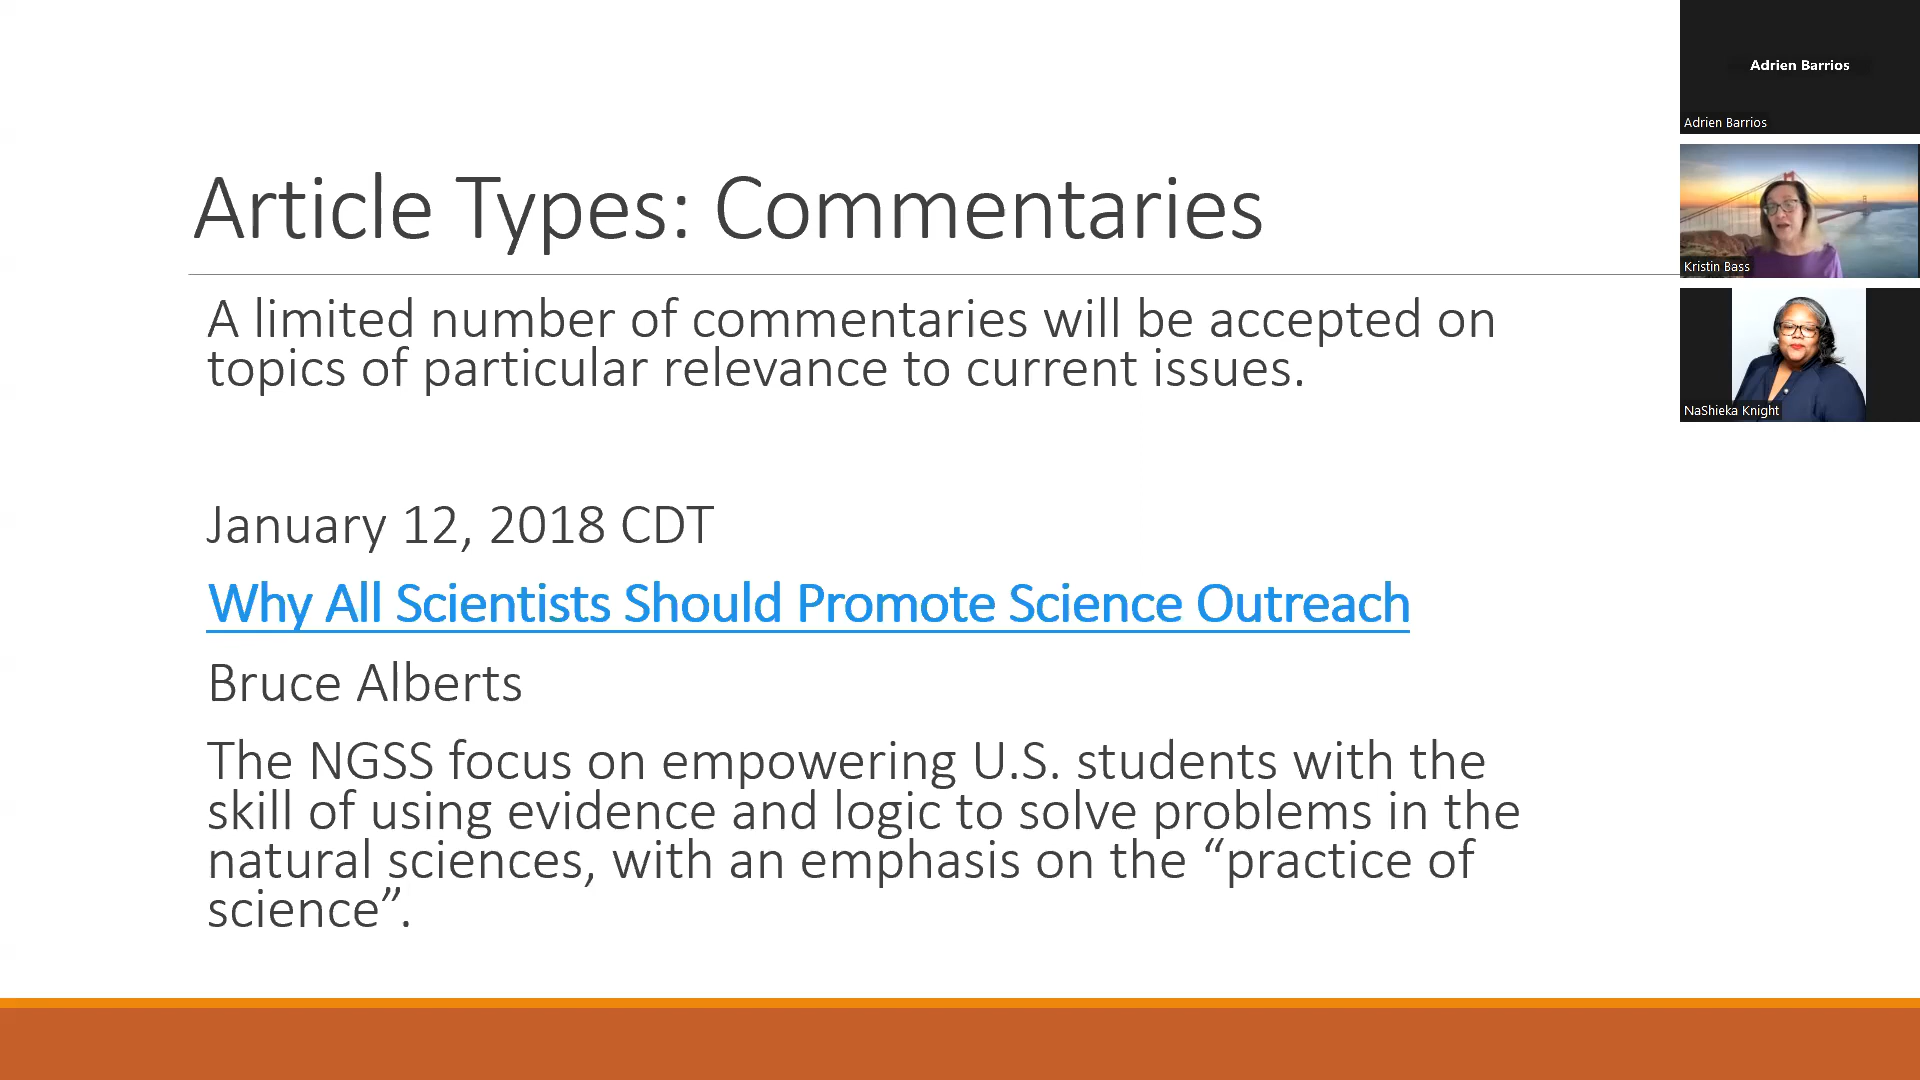 Article Types: Commentaries
A limited number of commentaries will be accepted on
topics of particular relevance to current issues.
January 12, 2018 CDT
Why All Scientists Should Promote Science Outreach
Bruce Alberts
The NGSS focus on empowering U.S. students with the
skill of using evidence and logic to solve problems in the
natural sciences, with an emphasis on the “practice of
science”.
Adrien Barrios
Adrien Barrios
Kristin Bass
NaShieka Knight